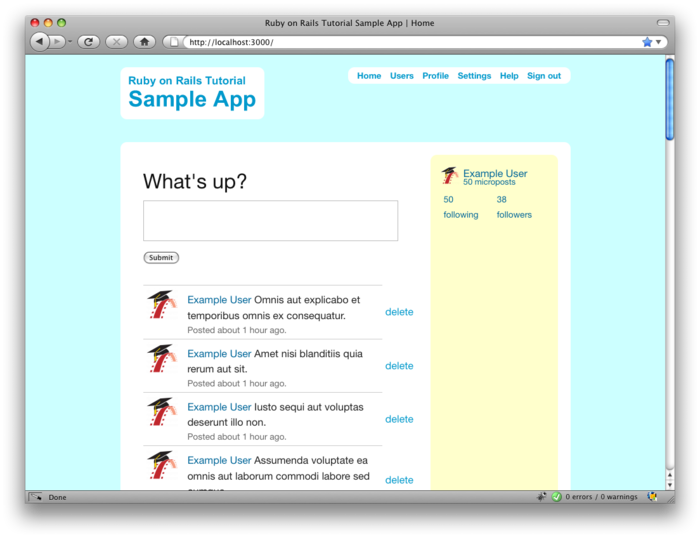 Ruby on Rails Tutorial Sample App | Home
http://localhost:3000/
Ruby on Rails Tutorial
Sample App
Home Users Profile Settings Help Sign out
What's up?
Submit
Example User
50 microposts
50 38
following followers
Example User Omnis aut explicabo et
temporibus omnis ex consequatur.
Posted about 1 hour ago.
delete
Example User Amet nisi blanditiis quia
rerum aut sit.
Posted about 1 hour ago.
delete
Example User Iusto sequi aut voluptas
deserunt illo non.
Posted about 1 hour ago.
delete
Example User Assumenda voluptate ea
omnis aut laborum commodi labore sed
delete
Done
0 errors / 0 warnings